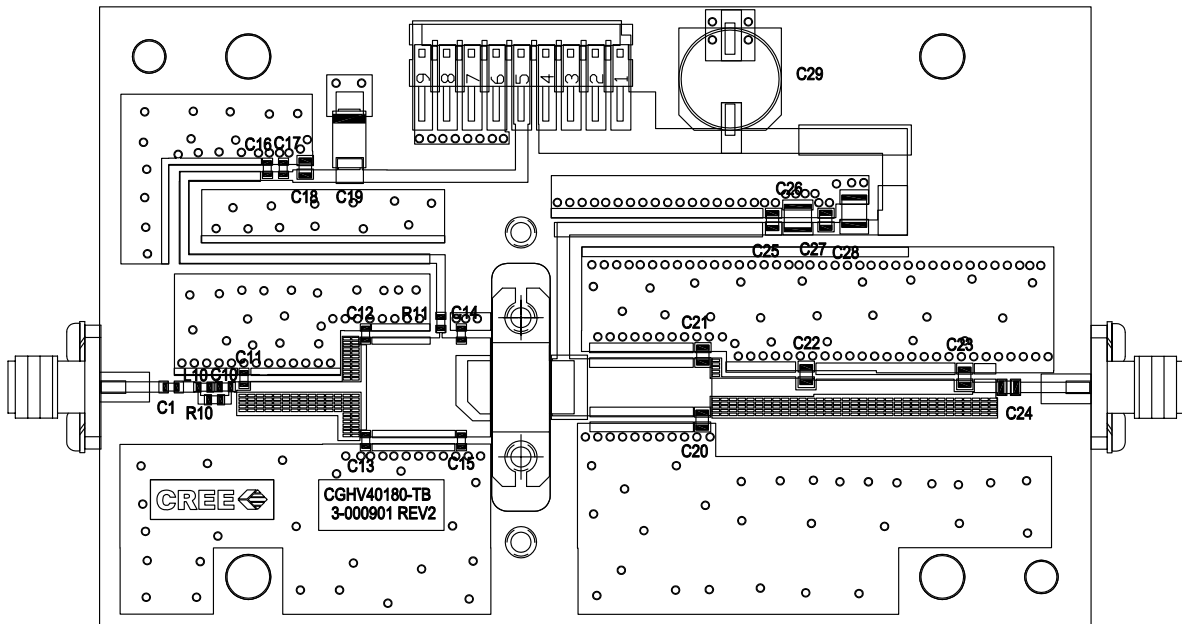 9 8 7 6 5 4 3 2 1
C29
C16 C17
C18 C19
C26
C25 C27 C28
C12 R11 C14
C21
C22 C23
C11
L10 C10
C1
R10
C24
C13 C15
C20
CREE
CGHV40180-TB
3-000901 REV2